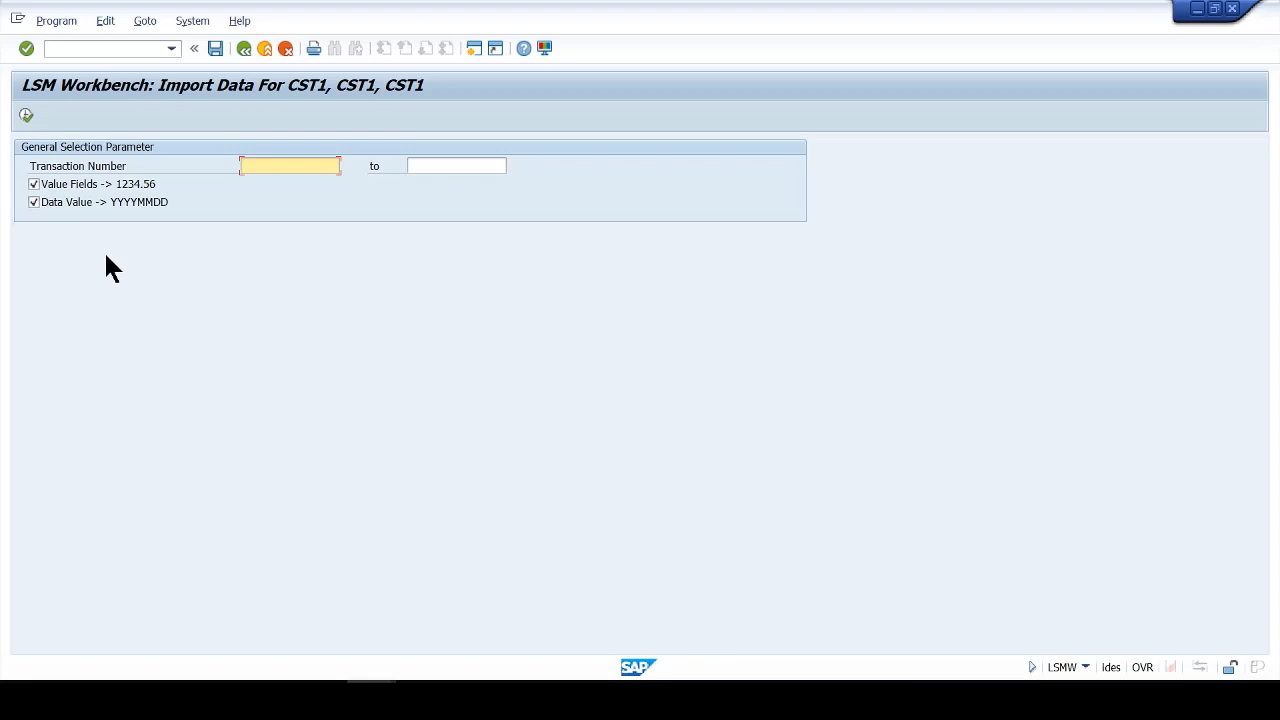 Program Edit Goto System Help
LSM Workbench: Import Data For CST1, CST1, CST1
General Selection Parameter
Transaction Number to
Value Fields -> 1234.56
Data Value -> YYYYMMDD
SAP LSMW Ides OVR